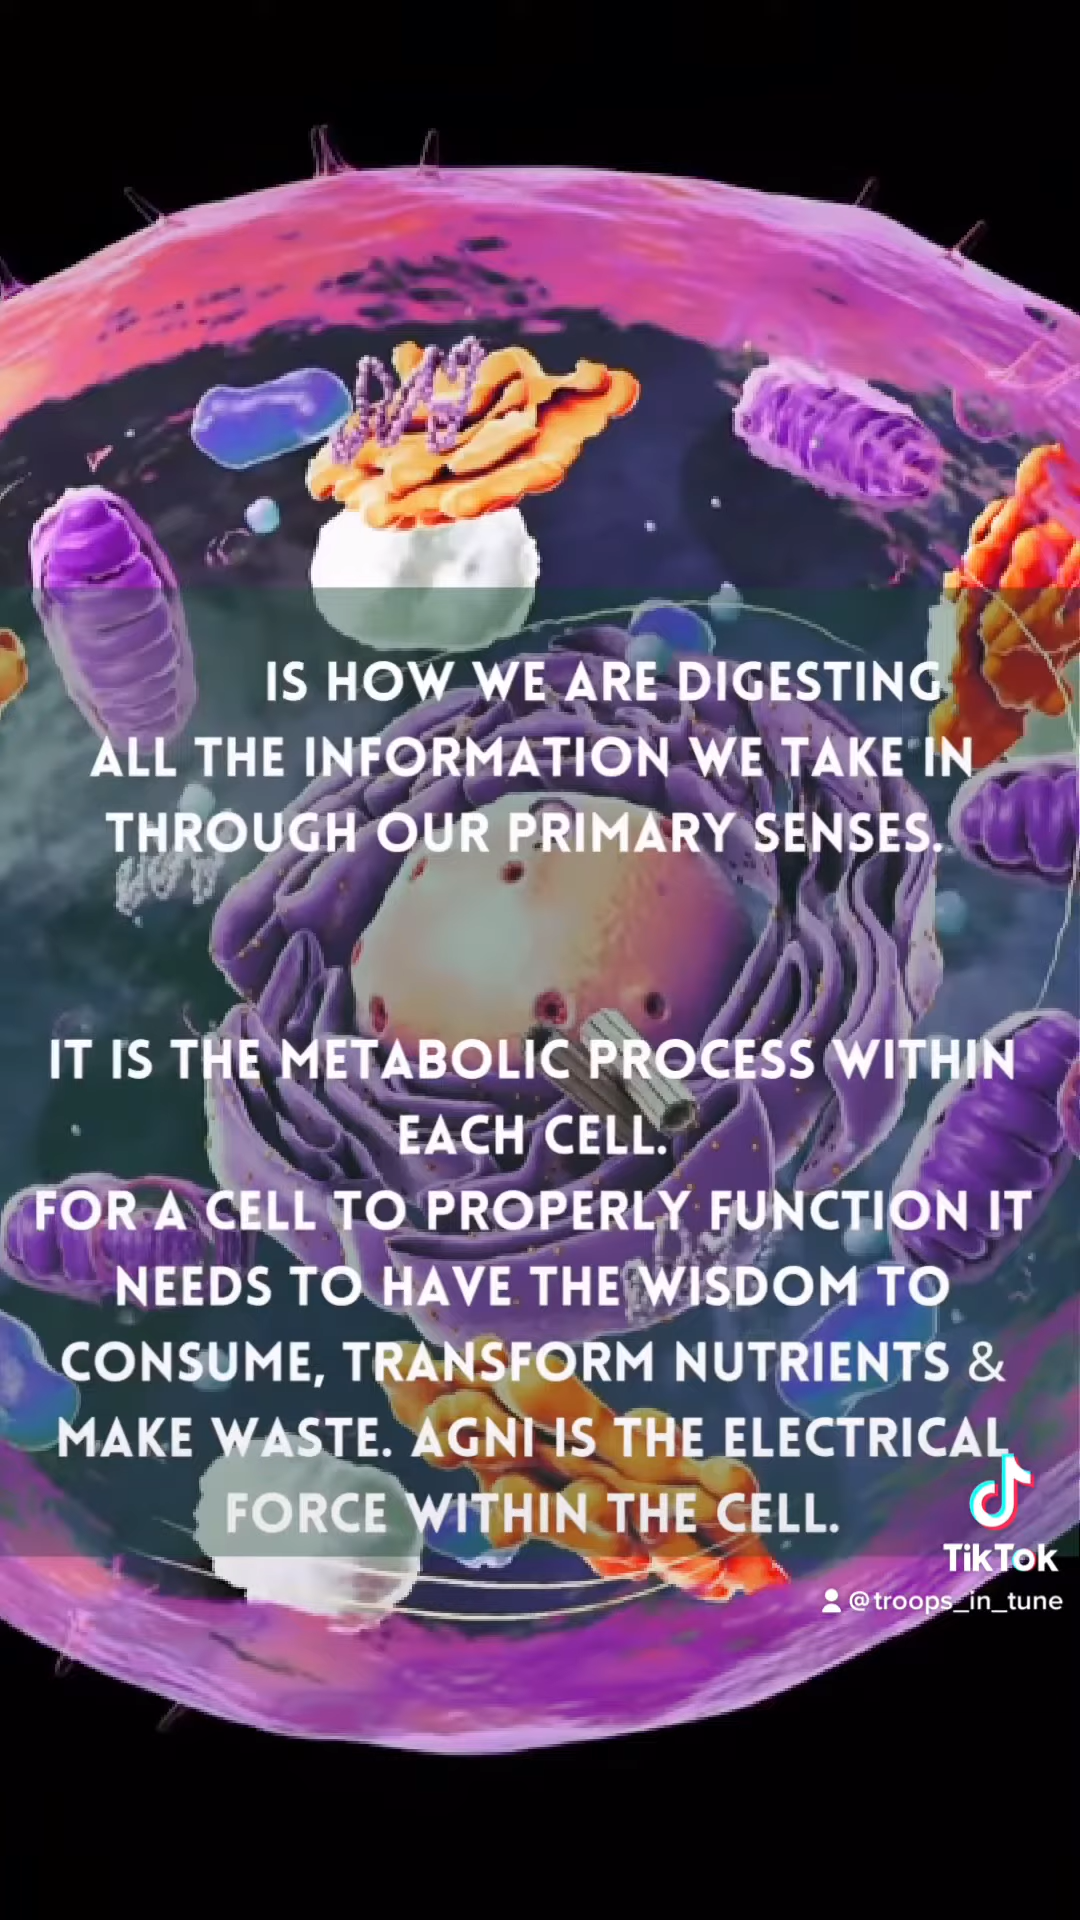 IS HOW WE ARE DIGESTING
ALL THE INFORMATION WE TAKE IN
THROUGH OUR PRIMARY SENSES.
IT IS THE METABOLIC PROCESS WITHIN
EACH CELL.
FOR A CELL TO PROPERLY FUNCTION IT
NEEDS TO HAVE THE WISDOM TO
CONSUME, TRANSFORM NUTRIENTS &
MAKE WASTE. AGNI IS THE ELECTRICAL
FORCE WITHIN THE CELL.
TikTok
@troops_in_tune